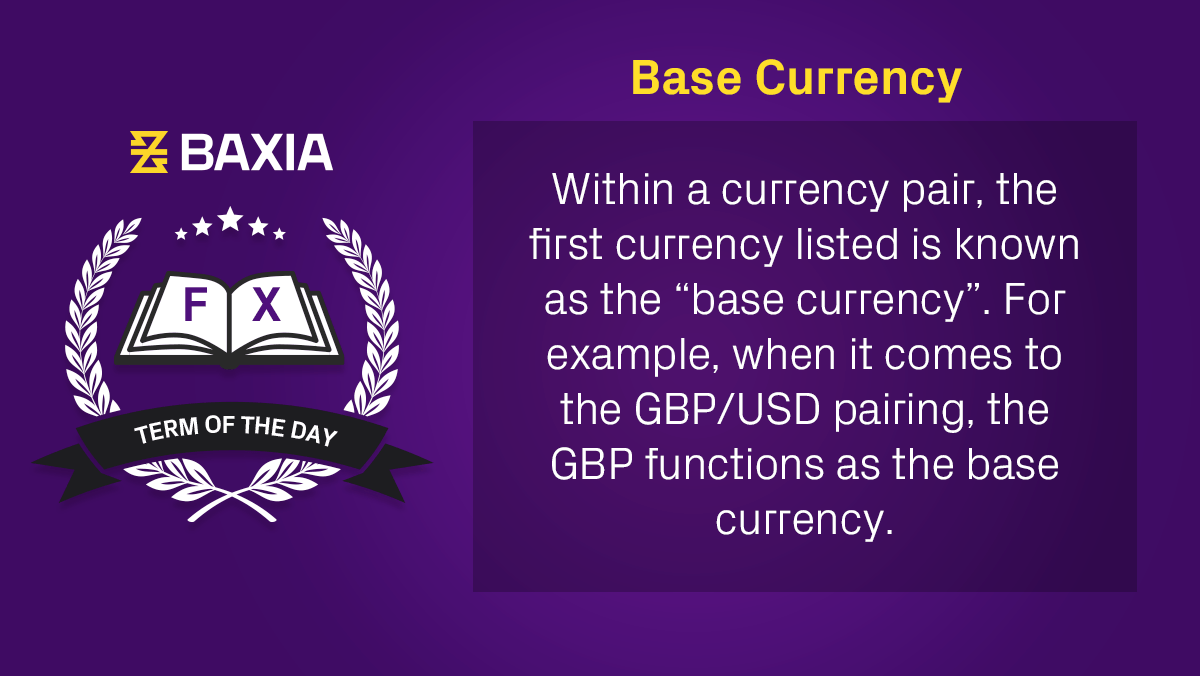 BAXIA
F X
TERM OF THE DAY
Base Currency
Within a currency pair, the
first currency listed is known
as the “base currency”. For
example, when it comes to
the GBP/USD pairing, the
GBP functions as the base
currency.